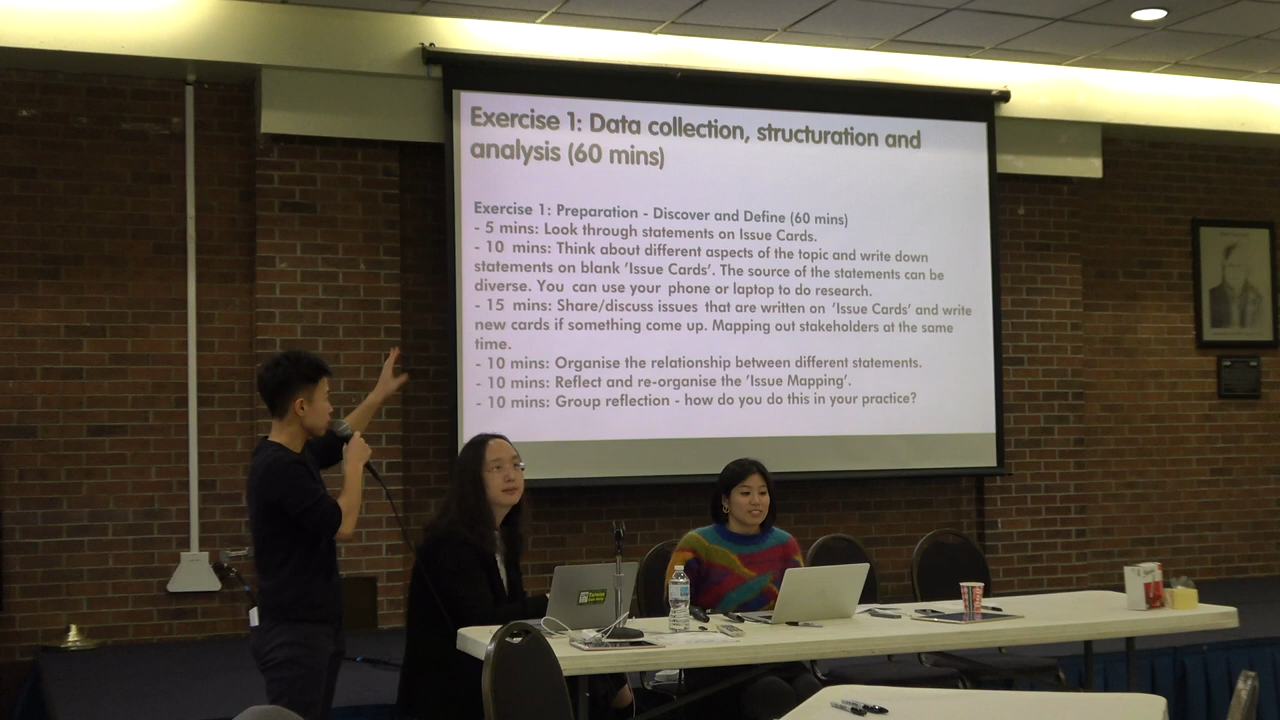 Exercise 1: Data collection, structuration and
analysis (60 mins)
Exercise 1: Preparation - Discover and Define (60 mins)
- 5 mins: Look through statements on Issue Cards.
- 10 mins: Think about different aspects of the topic and write down
statements on blank 'Issue Cards'. The source of the statements can be
diverse. You can use your phone or laptop to do research.
- 15 mins: Share/discuss issues that are written on 'Issue Cards' and write
new cards if something come up. Mapping out stakeholders at the same
time.
- 10 mins: Organise the relationship between different statements.
- 10 mins: Reflect and re-organise the 'Issue Mapping'.
- 10 mins: Group reflection - how do you do this in your practice?